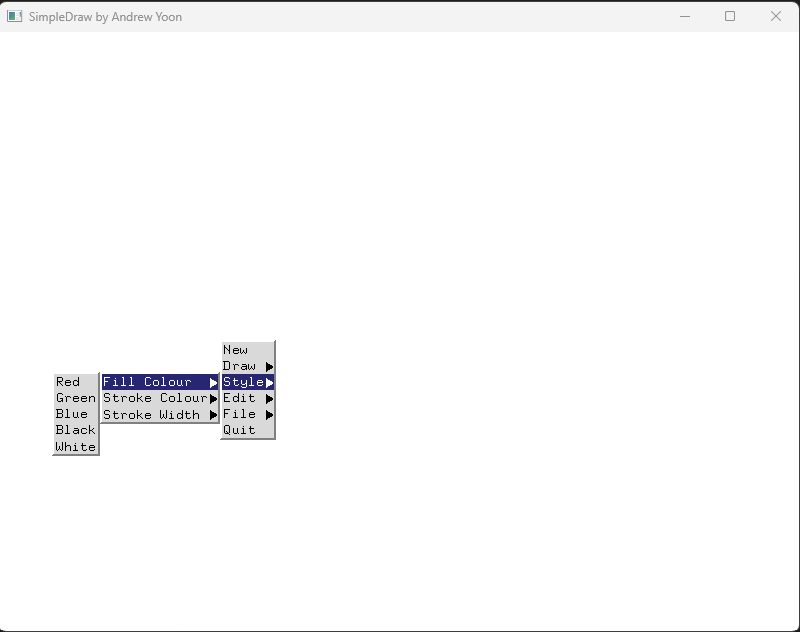 SimpleDraw by Andrew Yoon
New
Draw
Style
Edit
File
Quit
Fill Colour
Stroke Colour
Stroke Width
Red
Green
Blue
Black
White